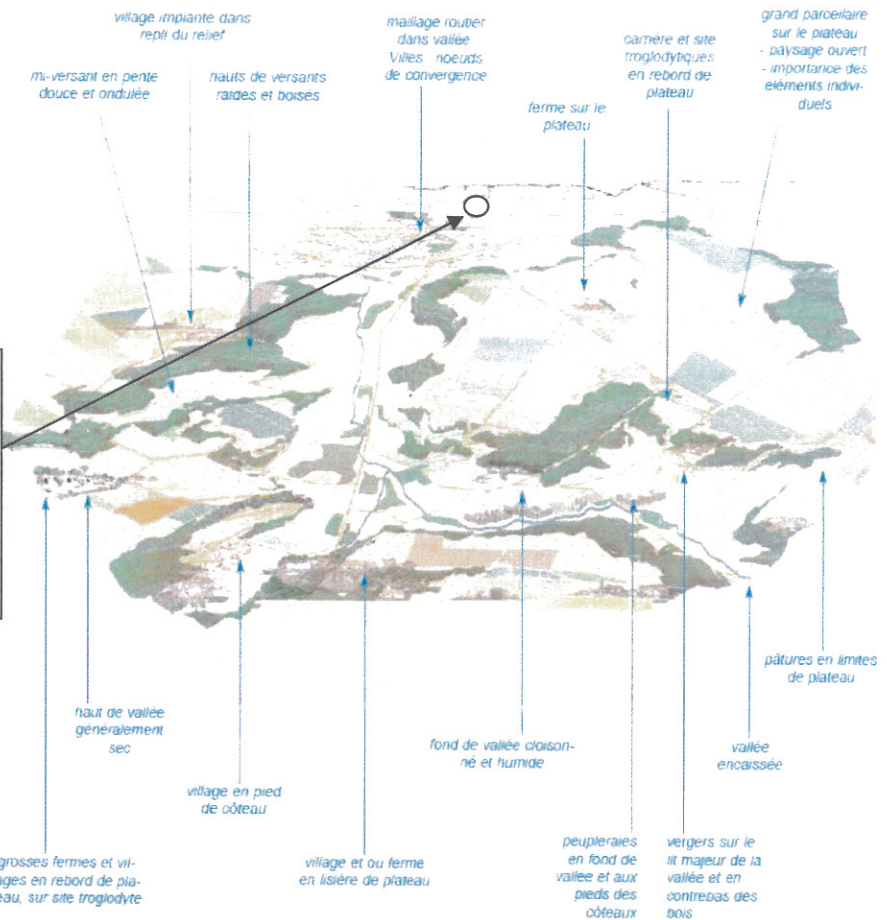 village implanté dans
repli du relief
maillage routier
dans vallée
Villes noeuds
de convergence
grand parcellaire
sur le plateau
- paysage ouvert
- importance des
éléments indivi-
duels
carrière et site
troglodytiques
en rebord de
plateau
mi-versant en pente
douce et ondulée
hauts de versants
raides et boisés
ferme sur le
plateau
pâtures en limites
de plateau
haut de vallée
généralement
sec
fond de vallée cloison-
né et humide
vallée
encaissée
village en pied
de côteau
grosses fermes et vil-
lages en rebord de pla-
teau, sur site troglodyte
village et ou ferme
en lisière de plateau
peupleraies
en fond de
vallée et aux
pieds des
côteaux
vergers sur le
lit majeur de la
vallée et en
contrebas des
bois